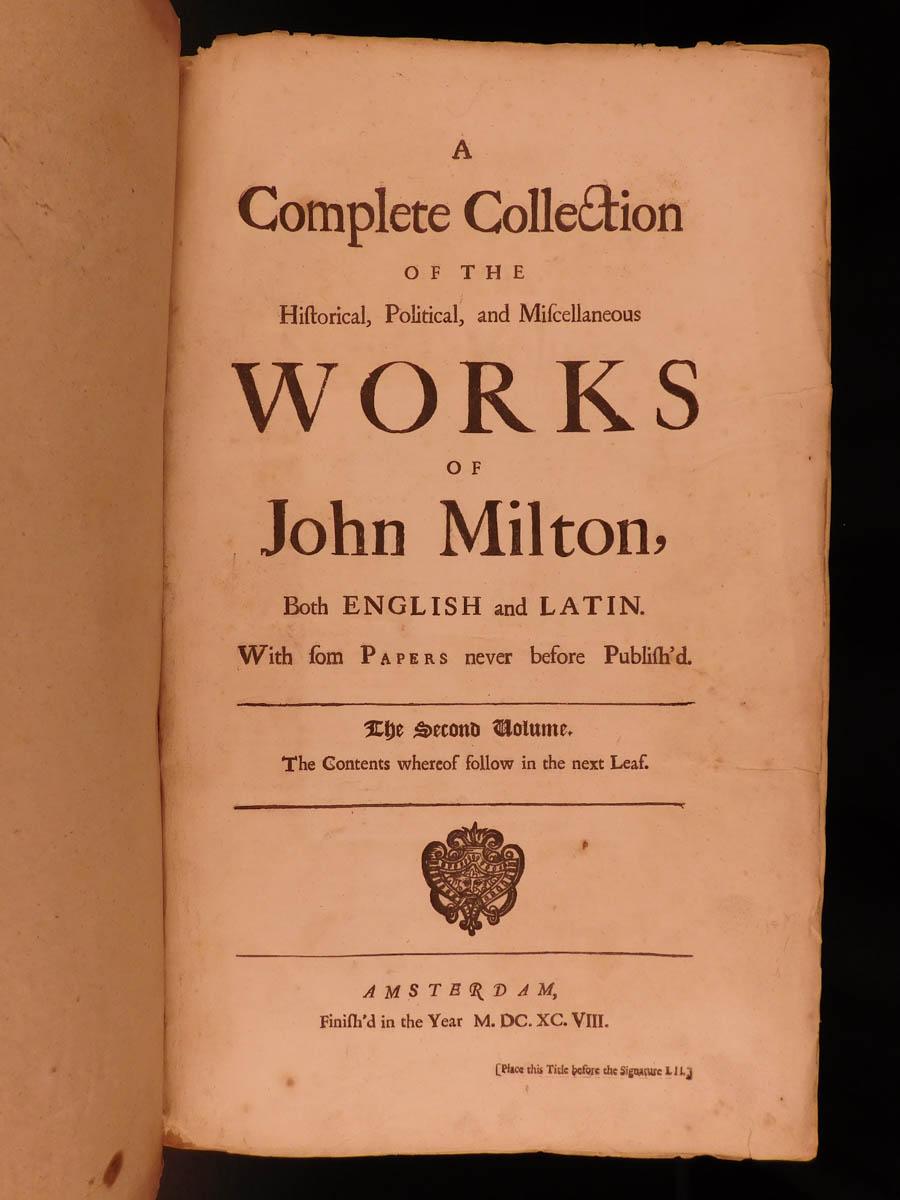 A
Complete Collection
OF THE
Hiſtorical, Political, and Miſcellaneous
WORKS
OF
John Milton,
Both ENGLISH and LATIN.
With ſom PAPERS never before Publiſh'd.
The Second Volume.
The Contents whereof follow in the next Leaf.
AMSTERDAM,
Finiſh'd in the Year M. DC. XC. VIII.
[Place this Title before the Signature Lll.]